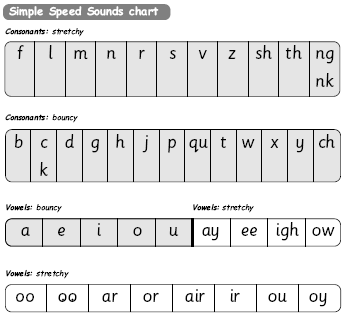 Simple Speed Sounds chart
Consonants: stretchy
f l m n r s v z sh th ng
nk
Consonants: bouncy
b c d g h j p qu t w x y ch
k
Vowels: bouncy Vowels: stretchy
a e i o u ay ee igh ow
Vowels: stretchy
oo oo ar or air ir ou oy